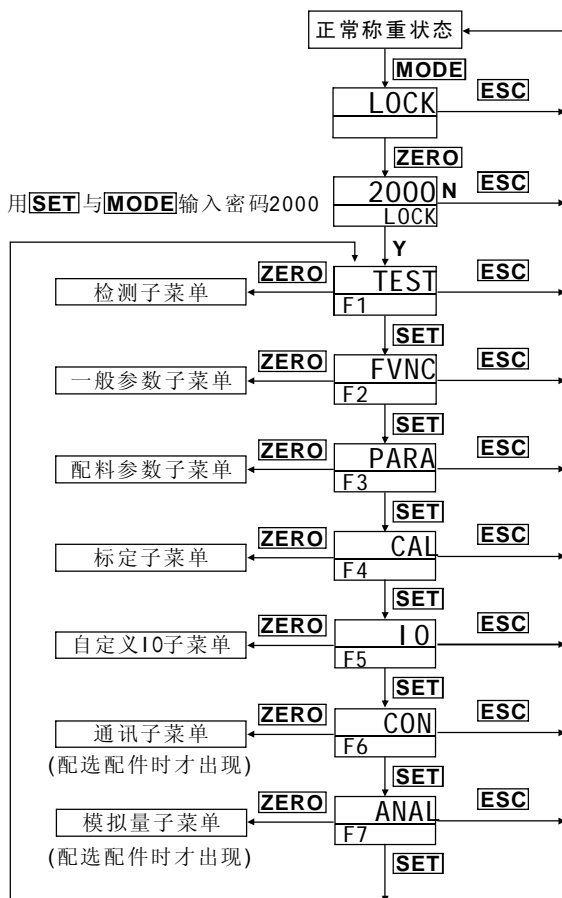 正常称重状态
MODE
LOCK
ESC
ZERO
用SET与MODE输入密码2000
2000
N
ESC
LOCK
Y
检测子菜单
ZERO
TEST
ESC
F1
SET
一般参数子菜单
ZERO
FVNC
ESC
F2
SET
配料参数子菜单
ZERO
PARA
ESC
F3
SET
标定子菜单
ZERO
CAL
ESC
F4
SET
自定义IO子菜单
ZERO
IO
ESC
F5
SET
通讯子菜单
ZERO
CON
ESC
(配选配件时才出现)
F6
SET
模拟量子菜单
ZERO
ANAL
ESC
(配选配件时才出现)
F7
SET